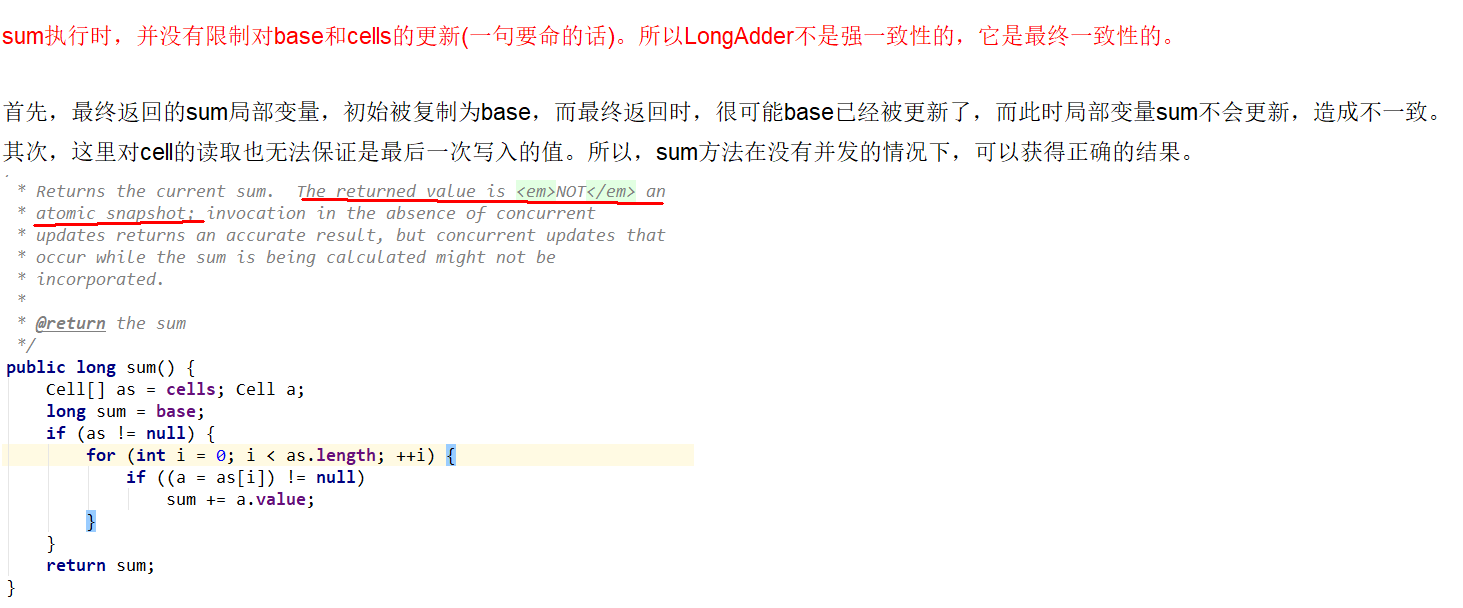 sum执行时，并没有限制对base和cells的更新(一句要命的话)。所以LongAdder不是强一致性的，它是最终一致性的。
首先，最终返回的sum局部变量，初始被复制为base，而最终返回时，很可能base已经被更新了，而此时局部变量sum不会更新，造成不一致。
其次，这里对cell的读取也无法保证是最后一次写入的值。所以，sum方法在没有并发的情况下，可以获得正确的结果。
* Returns the current sum.  The returned value is <em>NOT</em> an
* atomic snapshot; invocation in the absence of concurrent
* updates returns an accurate result, but concurrent updates that
* occur while the sum is being calculated might not be
* incorporated.
*
* @return the sum
*/
public long sum() {
    Cell[] as = cells; Cell a;
    long sum = base;
    if (as != null) {
        for (int i = 0; i < as.length; ++i) {
            if ((a = as[i]) != null)
                sum += a.value;
        }
    }
    return sum;
}